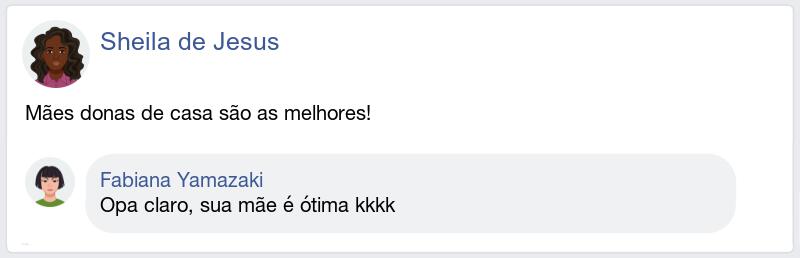 Sheila de Jesus
Mães donas de casa são as melhores!
Fabiana Yamazaki
Opa claro, sua mãe é ótima kkkk